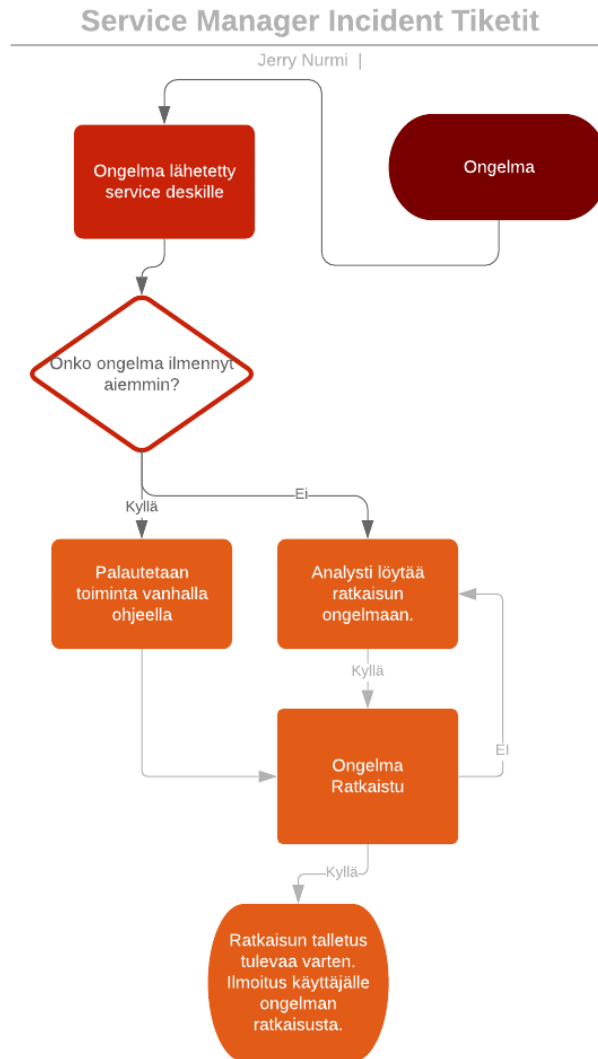 Service Manager Incident Tiketit
Jerry Nurmi |
Ongelma
Ongelma lähetetty
service deskille
Onko ongelma ilmennyt
aiemmin?
Kyllä
Ei
Palautetaan
toiminta vanhalla
ohjeella
Analysti löytää
ratkaisun
ongelmaan.
Kyllä
Ongelma
Ratkaistu
EI
Kyllä
Ratkaisun talletus
tulevaa varten.
Ilmoitus käyttäjälle
ongelman
ratkaisusta.